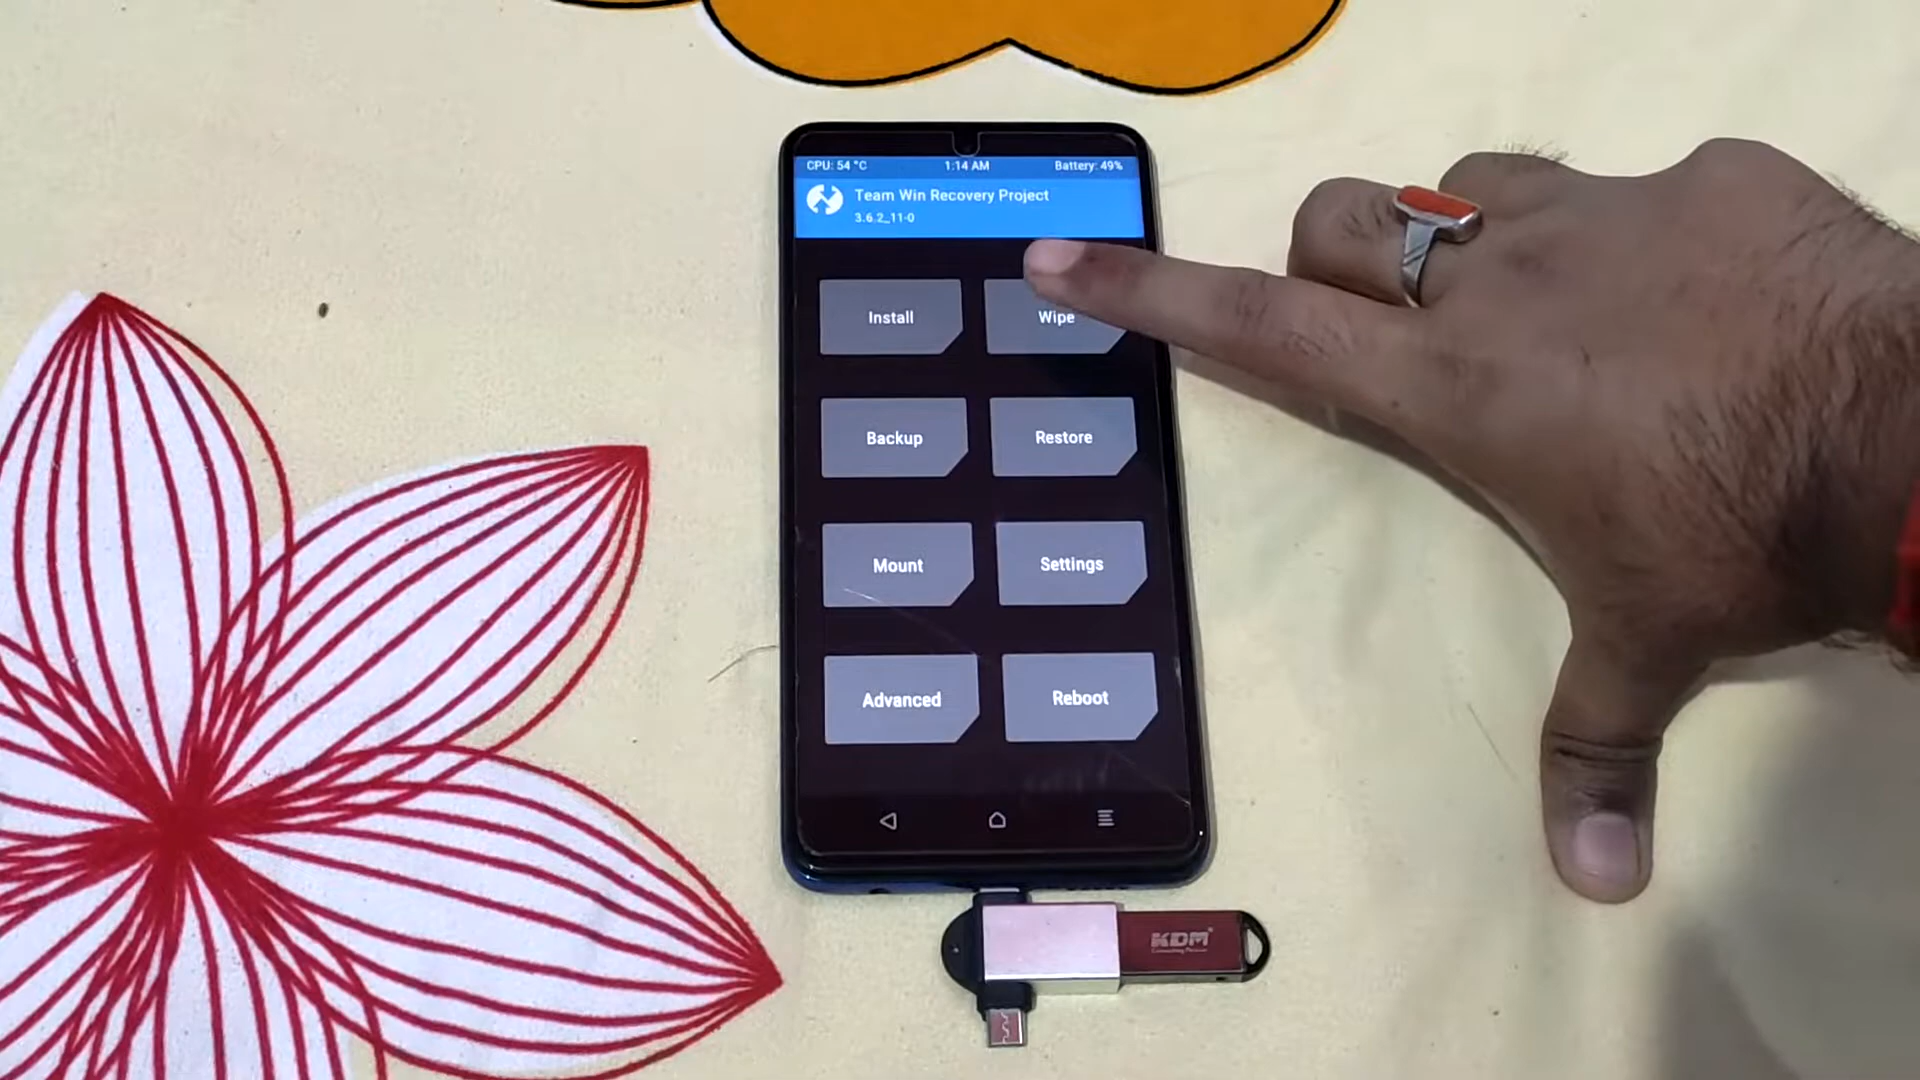 CPU: 54 °C 1:14 AM Battery: 49%
Team Win Recovery Project
3.6.2_11-0
Install Wipe
Backup Restore
Mount Settings
Advanced Reboot
KDM